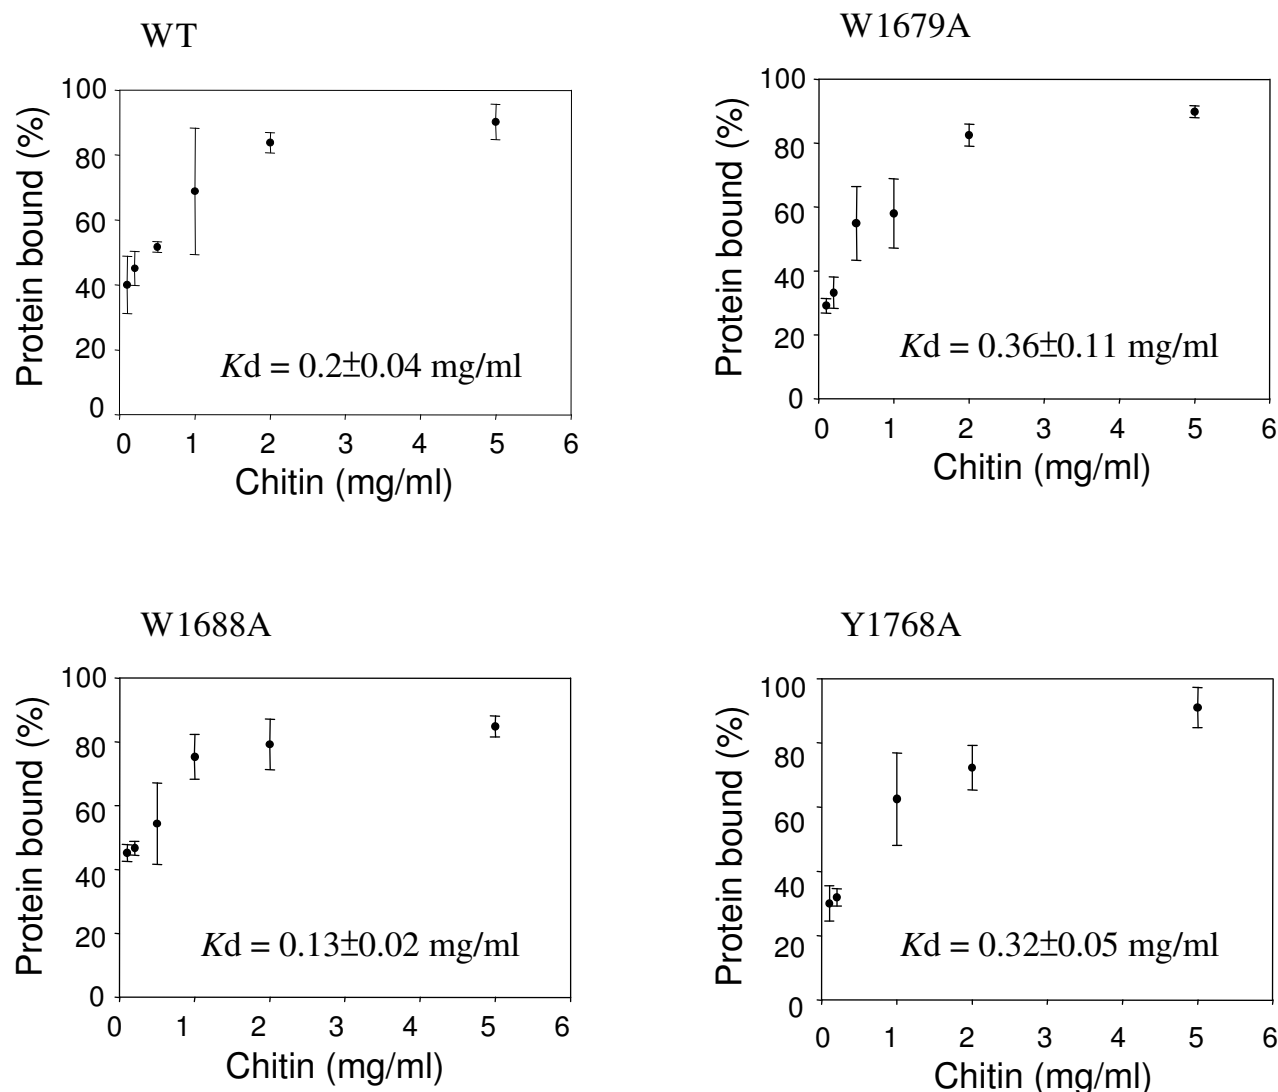 WT
100
80
60
40
20
0
Protein bound (%)
Kd = 0.2±0.04 mg/ml
0 1 2 3 4 5 6
Chitin (mg/ml)
W1679A
100
80
60
40
20
0
Protein bound (%)
Kd = 0.36±0.11 mg/ml
0 1 2 3 4 5 6
Chitin (mg/ml)
W1688A
100
80
60
40
20
0
Protein bound (%)
Kd = 0.13±0.02 mg/ml
0 1 2 3 4 5 6
Chitin (mg/ml)
Y1768A
100
80
60
40
20
0
Protein bound (%)
Kd = 0.32±0.05 mg/ml
0 1 2 3 4 5 6
Chitin (mg/ml)